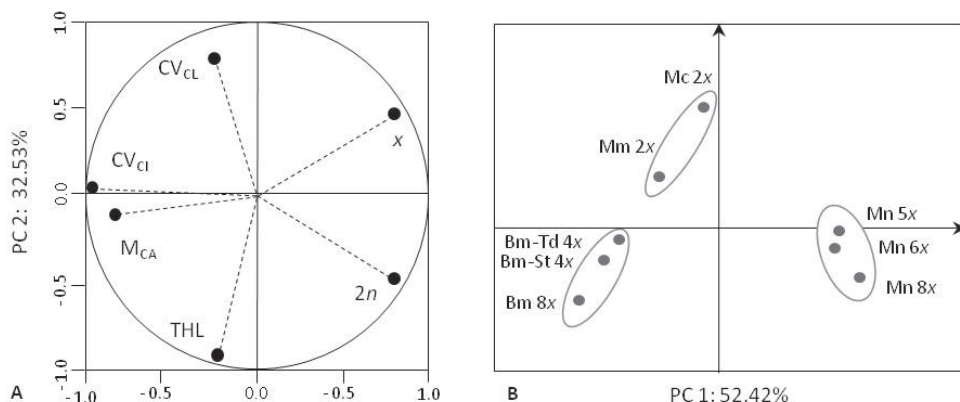 PC 2: 32.53%
1.0
0.5
0.0
-0.5
-1.0
CV_CL
x
CV_CI
M_CA
2n
THL
A
-1.0
-0.5
0.0
0.5
1.0
Mc 2x
Mm 2x
Mn 5x
Bm-Td 4x
Mn 6x
Bm-St 4x
Mn 8x
Bm 8x
B
PC 1: 52.42%